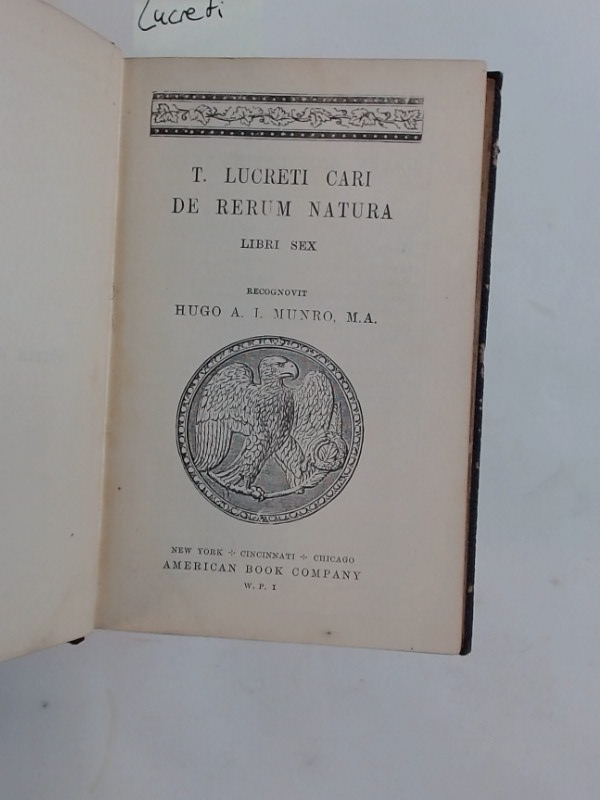 Lucreti
T. LUCRETI CARI
DE RERUM NATURA
LIBRI SEX
RECOGNOVIT
HUGO A. I. MUNRO, M.A.
NEW YORK ⁘ CINCINNATI ⁘ CHICAGO
AMERICAN BOOK COMPANY
W. P. I